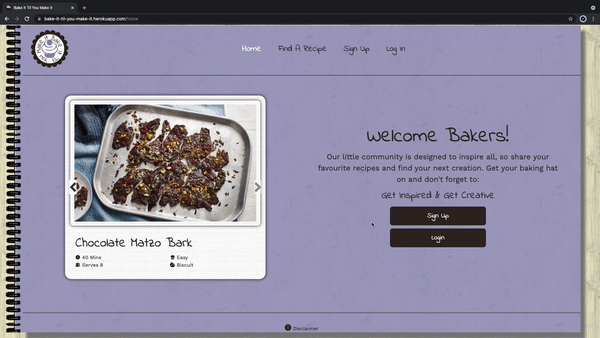 Bake It Til You Make It
bake-it-til-you-make-it.herokuapp.com/home
Home Find A Recipe Sign Up Log In
Welcome Bakers!
Our little community is designed to inspire all, so share your
favourite recipes and find your next creation. Get your baking hat
on and don't forget to:
Get Inspired & Get Creative
Sign Up
Login
Chocolate Matzo Bark
40 Mins Easy
Serves 8 Biscuit
Disclaimer